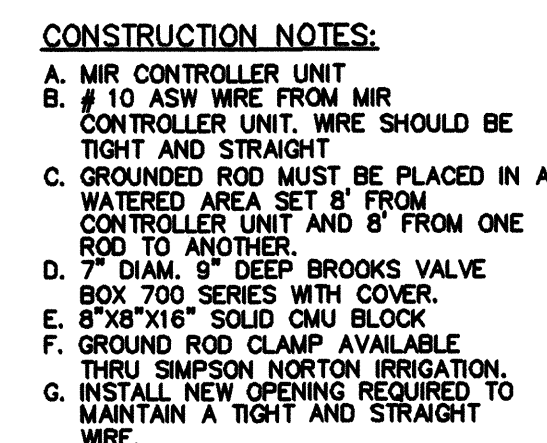 CONSTRUCTION NOTES:
A. MIR CONTROLLER UNIT
B. # 10 ASW WIRE FROM MIR
CONTROLLER UNIT. WIRE SHOULD BE
TIGHT AND STRAIGHT
C. GROUNDED ROD MUST BE PLACED IN A
WATERED AREA SET 8' FROM
CONTROLLER UNIT AND 8' FROM ONE
ROD TO ANOTHER.
D. 7" DIAM. 9" DEEP BROOKS VALVE
BOX 700 SERIES WITH COVER.
E. 8"X8"X16" SOLID CMU BLOCK
F. GROUND ROD CLAMP AVAILABLE
THRU SIMPSON NORTON IRRIGATION.
G. INSTALL NEW OPENING REQUIRED TO
MAINTAIN A TIGHT AND STRAIGHT
WIRE.